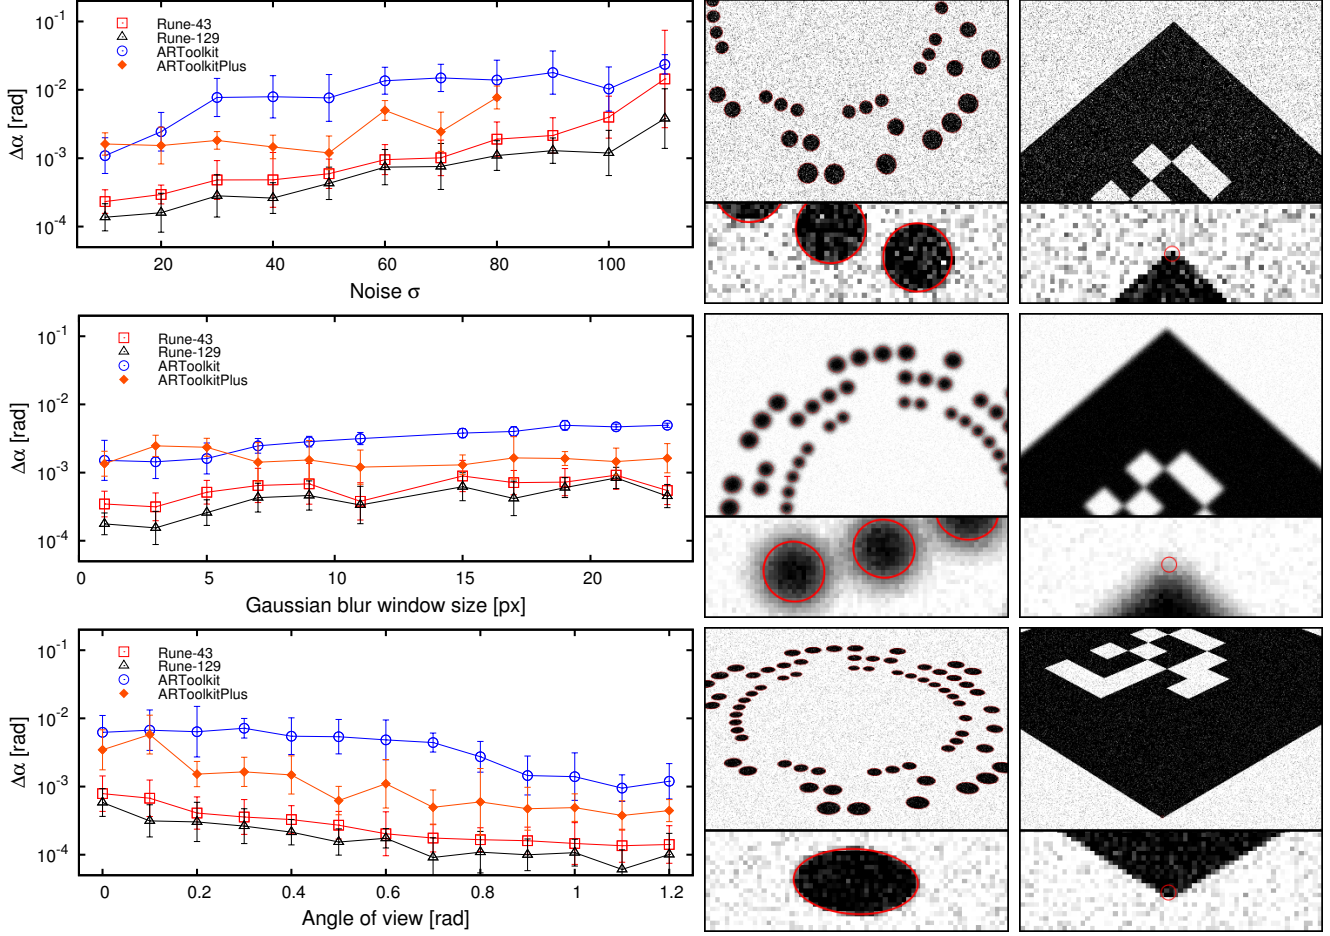 10⁻¹
10⁻²
10⁻³
10⁻⁴
Δα [rad]
Rune-43
Rune-129
ARToolkit
ARToolkitPlus
20 40 60 80 100
Noise σ
10⁻¹
10⁻²
10⁻³
10⁻⁴
Δα [rad]
Rune-43
Rune-129
ARToolkit
ARToolkitPlus
0 5 10 15 20
Gaussian blur window size [px]
10⁻¹
10⁻²
10⁻³
10⁻⁴
Δα [rad]
Rune-43
Rune-129
ARToolkit
ARToolkitPlus
0 0.2 0.4 0.6 0.8 1 1.2
Angle of view [rad]